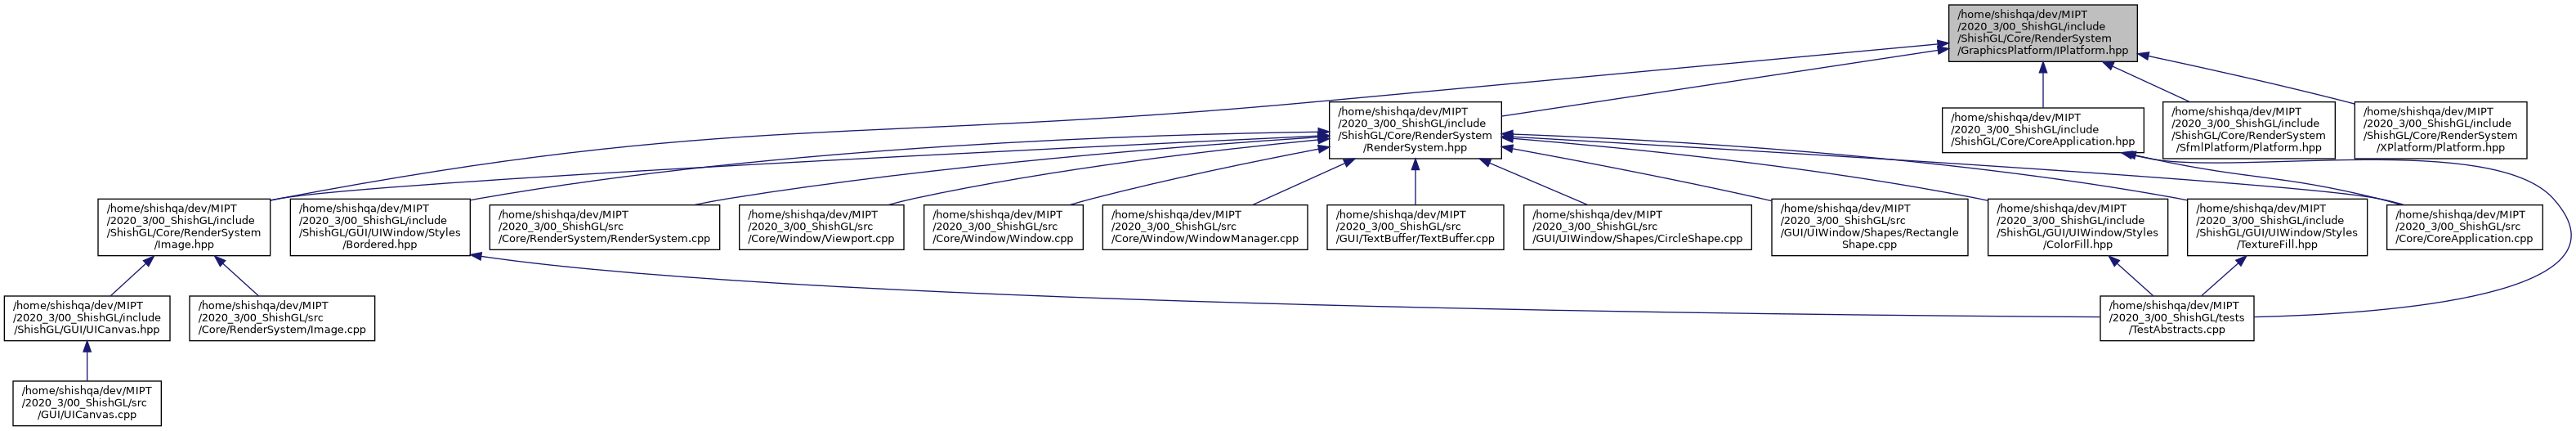 /home/shishqa/dev/MIPT
/2020_3/00_ShishGL/include
/ShishGL/Core/RenderSystem
/GraphicsPlatform/IPlatform.hpp
/home/shishqa/dev/MIPT
/2020_3/00_ShishGL/include
/ShishGL/Core/RenderSystem
/RenderSystem.hpp
/home/shishqa/dev/MIPT
/2020_3/00_ShishGL/include
/ShishGL/Core/CoreApplication.hpp
/home/shishqa/dev/MIPT
/2020_3/00_ShishGL/include
/ShishGL/Core/RenderSystem
/SfmlPlatform/Platform.hpp
/home/shishqa/dev/MIPT
/2020_3/00_ShishGL/include
/ShishGL/Core/RenderSystem
/XPlatform/Platform.hpp
/home/shishqa/dev/MIPT
/2020_3/00_ShishGL/include
/ShishGL/Core/RenderSystem
/Image.hpp
/home/shishqa/dev/MIPT
/2020_3/00_ShishGL/include
/ShishGL/GUI/UIWindow/Styles
/Bordered.hpp
/home/shishqa/dev/MIPT
/2020_3/00_ShishGL/src
/Core/RenderSystem/RenderSystem.cpp
/home/shishqa/dev/MIPT
/2020_3/00_ShishGL/src
/Core/Window/Viewport.cpp
/home/shishqa/dev/MIPT
/2020_3/00_ShishGL/src
/Core/Window/Window.cpp
/home/shishqa/dev/MIPT
/2020_3/00_ShishGL/src
/Core/Window/WindowManager.cpp
/home/shishqa/dev/MIPT
/2020_3/00_ShishGL/src
/GUI/TextBuffer/TextBuffer.cpp
/home/shishqa/dev/MIPT
/2020_3/00_ShishGL/src
/GUI/UIWindow/Shapes/CircleShape.cpp
/home/shishqa/dev/MIPT
/2020_3/00_ShishGL/src
/GUI/UIWindow/Shapes/Rectangle
Shape.cpp
/home/shishqa/dev/MIPT
/2020_3/00_ShishGL/include
/ShishGL/GUI/UIWindow/Styles
/ColorFill.hpp
/home/shishqa/dev/MIPT
/2020_3/00_ShishGL/include
/ShishGL/GUI/UIWindow/Styles
/TextureFill.hpp
/home/shishqa/dev/MIPT
/2020_3/00_ShishGL/src
/Core/CoreApplication.cpp
/home/shishqa/dev/MIPT
/2020_3/00_ShishGL/include
/ShishGL/GUI/UICanvas.hpp
/home/shishqa/dev/MIPT
/2020_3/00_ShishGL/src
/Core/RenderSystem/Image.cpp
/home/shishqa/dev/MIPT
/2020_3/00_ShishGL/tests
/TestAbstracts.cpp
/home/shishqa/dev/MIPT
/2020_3/00_ShishGL/src
/GUI/UICanvas.cpp